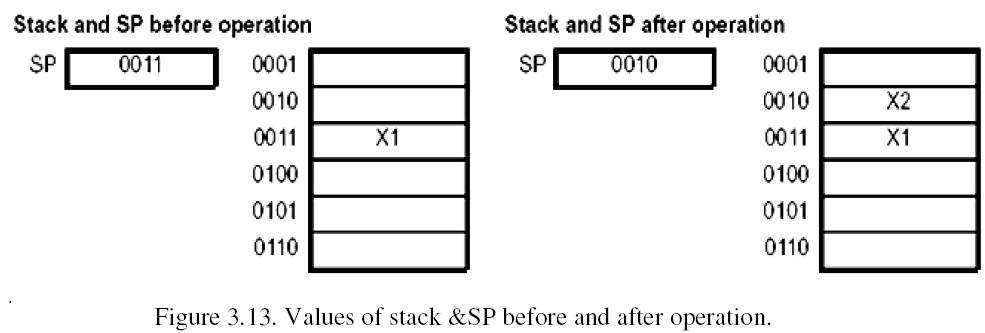 Stack and SP before operation Stack and SP after operation
SP 0011 0001 SP 0010 0001
0010 0010 X2
0011 X1 0011 X1
0100 0100
0101 0101
0110 0110
Figure 3.13. Values of stack &SP before and after operation.